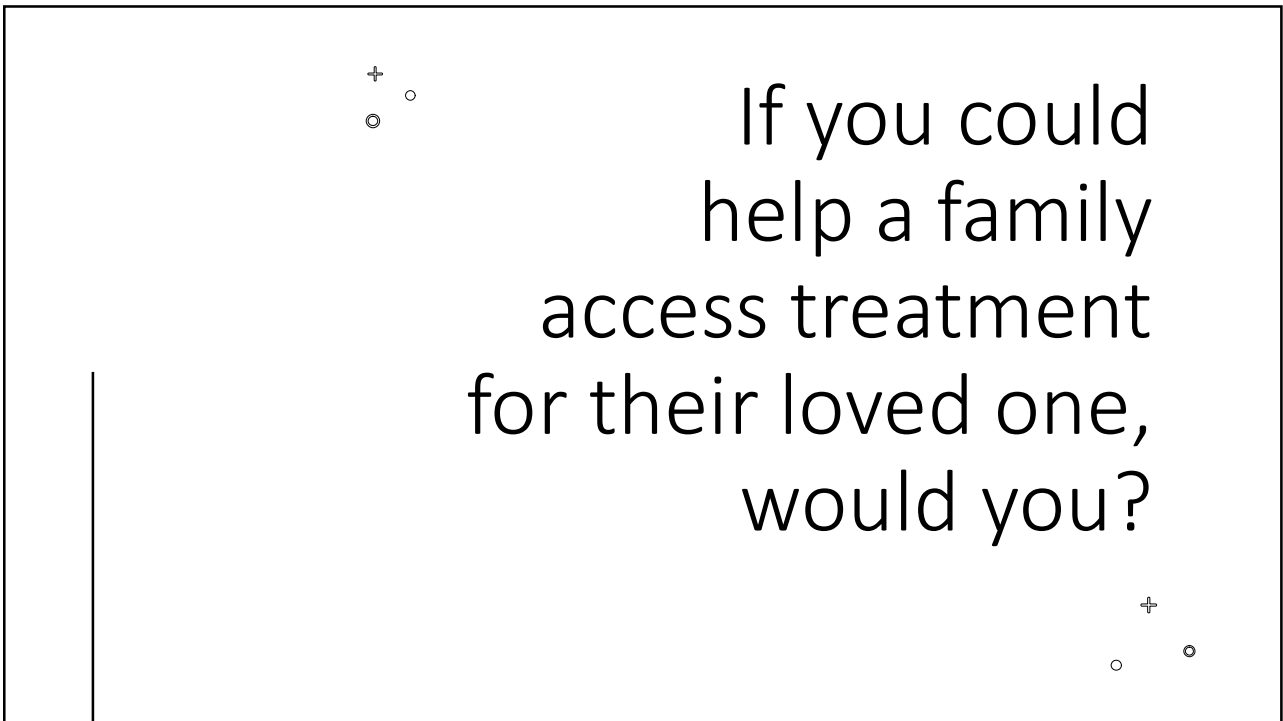 If you could
help a family
access treatment
for their loved one,
would you?